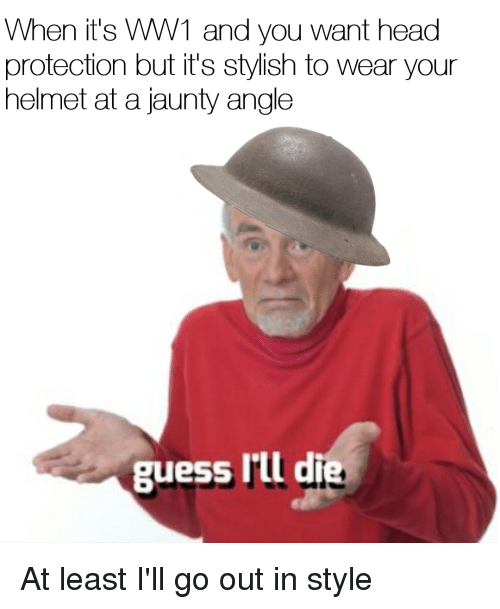 When it's WW1 and you want head
protection but it's stylish to wear your
helmet at a jaunty angle
guess I'll die
At least I'll go out in style